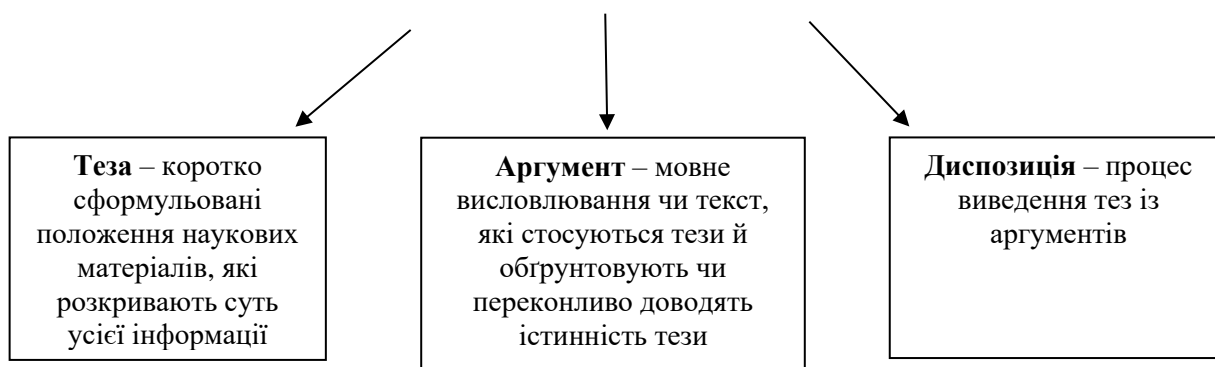 Теза – коротко
сформульовані
положення наукових
матеріалів, які
розкривають суть
усієї інформації
Аргумент – мовне
висловлювання чи текст,
які стосуються тези й
обґрунтовують чи
переконливо доводять
істинність тези
Диспозиція – процес
виведення тез із
аргументів